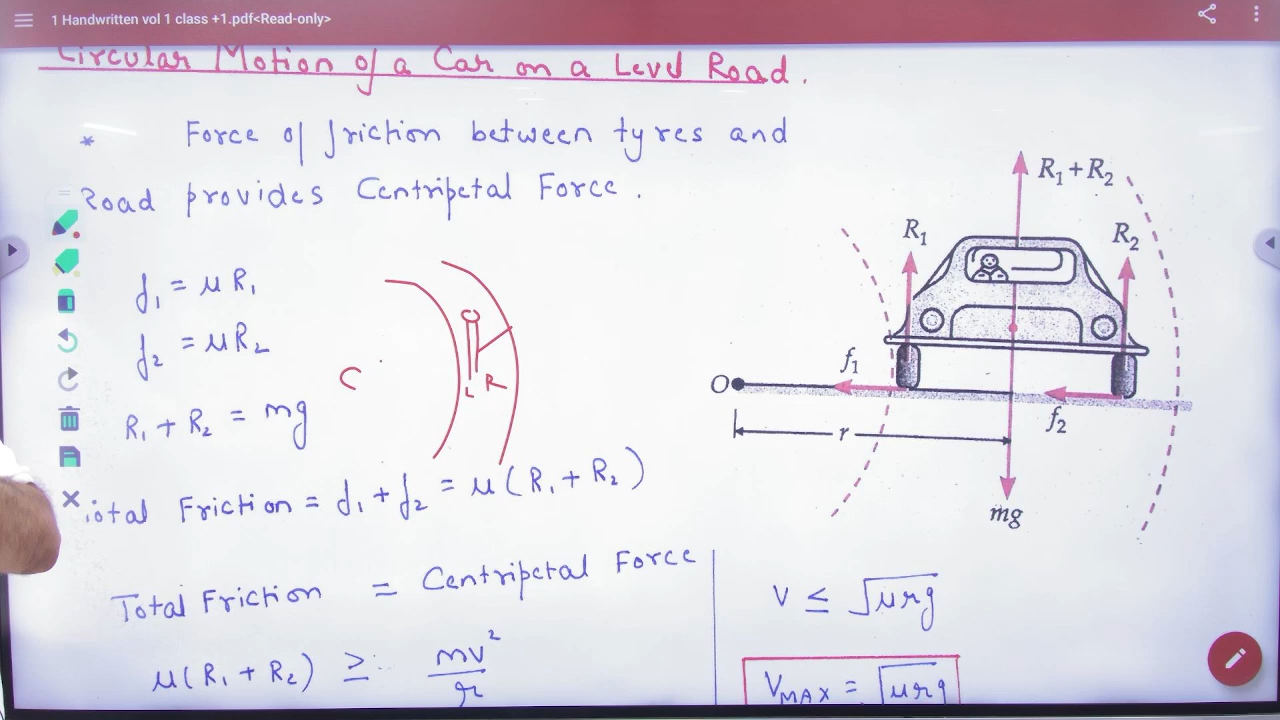 1 Handwritten vol 1 class +1.pdf<Read-only>
Circular Motion of a Car on a Level Road.
* Force of friction between tyres and
Road provides Centripetal Force.
f₁ = μR₁
f₂ = μR₂
R₁ + R₂ = mg
Total Friction = f₁ + f₂ = μ(R₁ + R₂)
Total Friction = Centripetal Force
μ(R₁ + R₂) ≥ mv²/r
C
L R
R₁ + R₂
R₁
R₂
f₁
O
f₂
r
mg
v ≤ √μrg
VMAX = √μrg